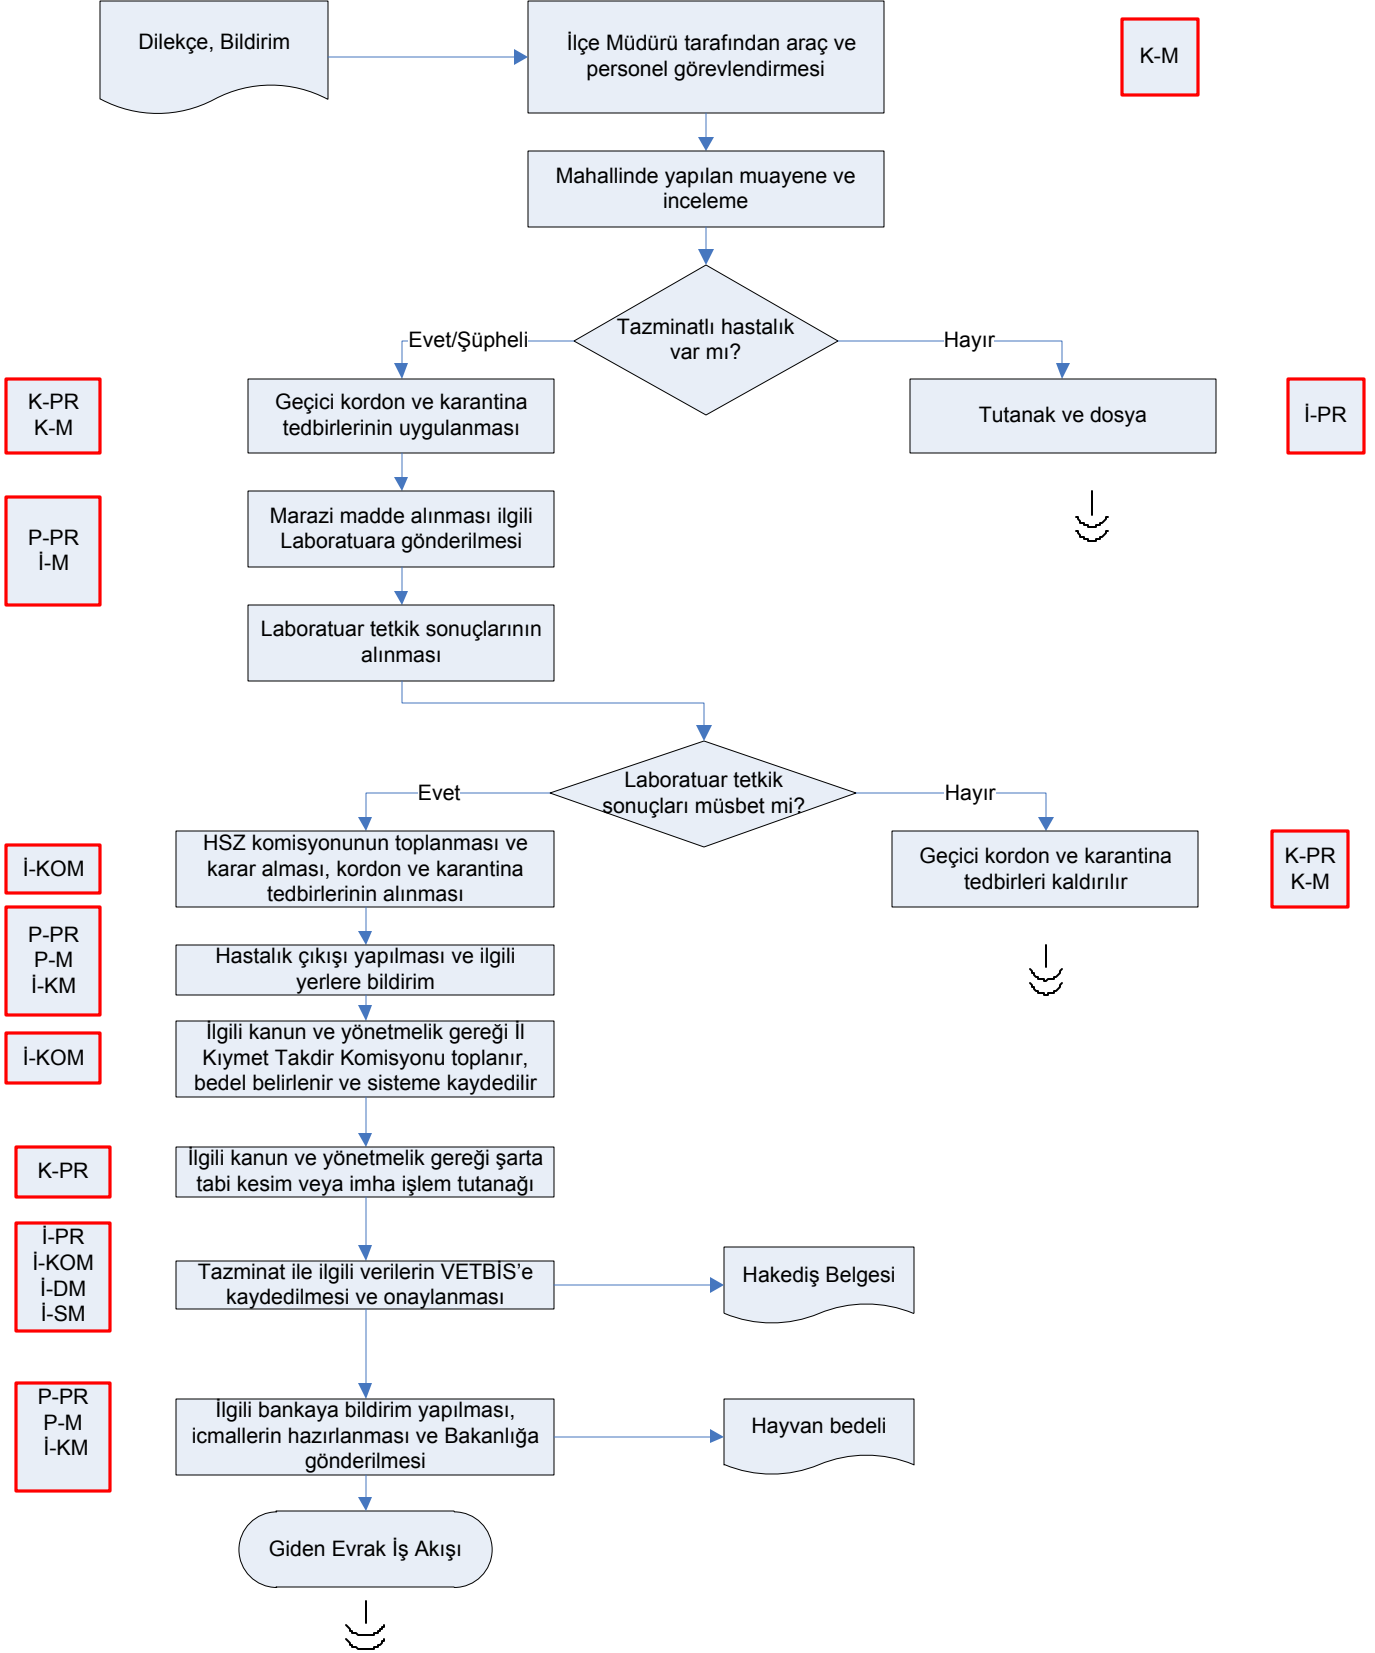 Dilekçe, Bildirim
İlçe Müdürü tarafından araç ve
personel görevlendirmesi
K-M
Mahallinde yapılan muayene ve
inceleme
Tazminatlı hastalık
var mı?
Evet/Şüpheli
Hayır
K-PR
K-M
Geçici kordon ve karantina
tedbirlerinin uygulanması
Tutanak ve dosya
İ-PR
P-PR
İ-M
Marazi madde alınması ilgili
Laboratuara gönderilmesi
Laboratuar tetkik sonuçlarının
alınması
Laboratuar tetkik
sonuçları müsbet mi?
Evet
Hayır
İ-KOM
HSZ komisyonunun toplanması ve
karar alması, kordon ve karantina
tedbirlerinin alınması
Geçici kordon ve karantina
tedbirleri kaldırılır
K-PR
K-M
P-PR
P-M
İ-KM
Hastalık çıkışı yapılması ve ilgili
yerlere bildirim
İ-KOM
İlgili kanun ve yönetmelik gereği İl
Kıymet Takdir Komisyonu toplanır,
bedel belirlenir ve sisteme kaydedilir
K-PR
İlgili kanun ve yönetmelik gereği şarta
tabi kesim veya imha işlem tutanağı
İ-PR
İ-KOM
İ-DM
İ-SM
Tazminat ile ilgili verilerin VETBİS’e
kaydedilmesi ve onaylanması
Hakediş Belgesi
P-PR
P-M
İ-KM
İlgili bankaya bildirim yapılması,
icmallerin hazırlanması ve Bakanlığa
gönderilmesi
Hayvan bedeli
Giden Evrak İş Akışı